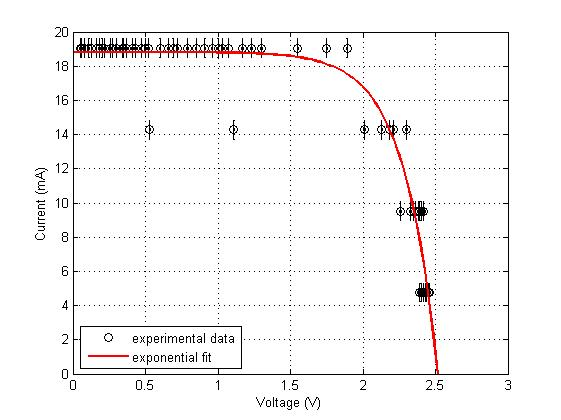 20
18
16
14
12
10
8
6
4
2
0
Current (mA)
experimental data
exponential fit
0 0.5 1 1.5 2 2.5 3
Voltage (V)